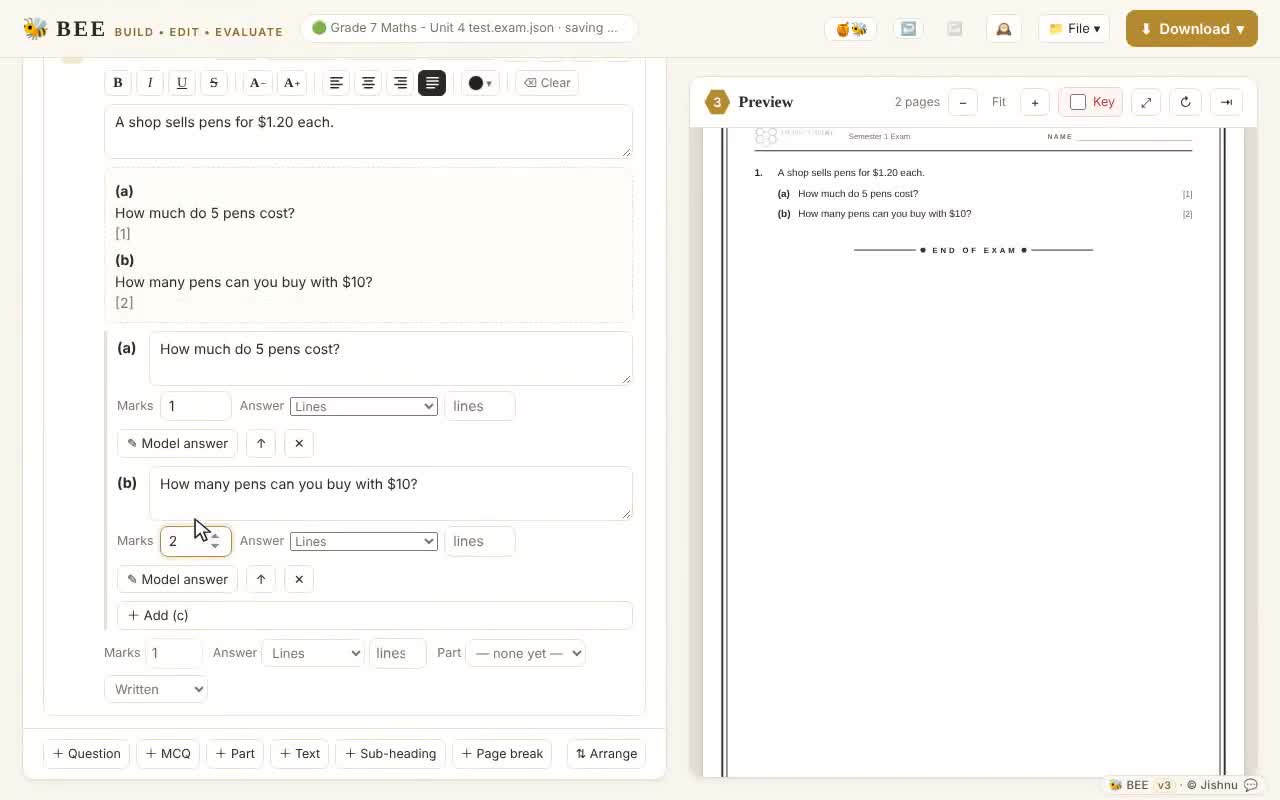 BEE BUILD • EDIT • EVALUATE
Grade 7 Maths - Unit 4 test.exam.json · saving ...
File ▾
Download ▾
B I U S A− A+ Clear
A shop sells pens for $1.20 each.
(a)
How much do 5 pens cost?
[1]
(b)
How many pens can you buy with $10?
[2]
(a) How much do 5 pens cost?
Marks 1 Answer Lines lines
✎ Model answer ↑ ✕
(b) How many pens can you buy with $10?
Marks 2 Answer Lines lines
✎ Model answer ↑ ✕
+ Add (c)
Marks 1 Answer Lines lines Part — none yet —
Written
+ Question + MCQ + Part + Text + Sub-heading + Page break ⇅ Arrange
3 Preview 2 pages − Fit + Key
Semester 1 Exam NAME
1. A shop sells pens for $1.20 each.
(a) How much do 5 pens cost? [1]
(b) How many pens can you buy with $10? [2]
END OF EXAM
BEE v3 · © Jishnu